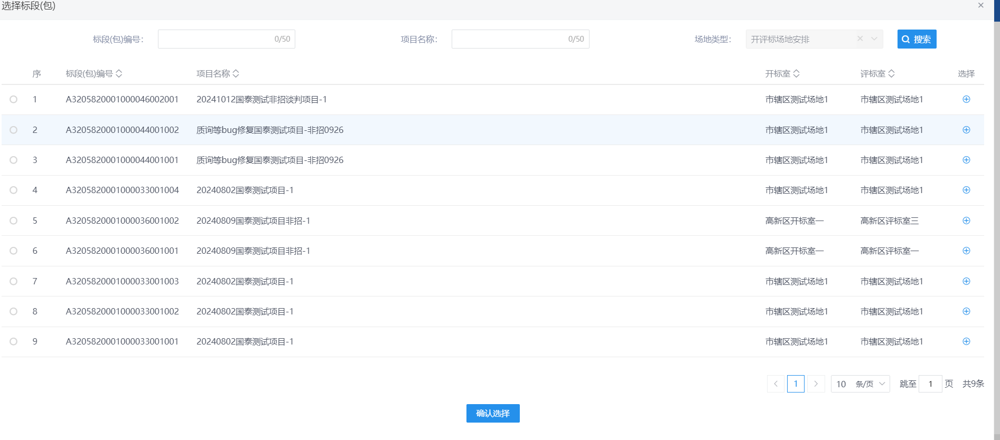 选择标段(包)
标段(包)编号： 0/50 项目名称： 0/50 场地类型： 开评标场地安排 搜索
序 标段(包)编号 项目名称 开标室 评标室 选择
1 A3205820001000046002001 20241012国泰测试非招谈判项目-1 市辖区测试场地1 市辖区测试场地1
2 A3205820001000044001002 质询等bug修复国泰测试项目-非招0926 市辖区测试场地1 市辖区测试场地1
3 A3205820001000044001001 质询等bug修复国泰测试项目-非招0926 市辖区测试场地1 市辖区测试场地1
4 A3205820001000033001004 20240802国泰测试项目-1 市辖区测试场地1 市辖区测试场地1
5 A3205820001000036001002 20240809国泰测试项目非招-1 高新区开标室一 高新区评标室三
6 A3205820001000036001001 20240809国泰测试项目非招-1 高新区开标室一 高新区评标室一
7 A3205820001000033001003 20240802国泰测试项目-1 市辖区测试场地1 市辖区测试场地1
8 A3205820001000033001002 20240802国泰测试项目-1 市辖区测试场地1 市辖区测试场地1
9 A3205820001000033001001 20240802国泰测试项目-1 市辖区测试场地1 市辖区测试场地1
1 10 条/页 跳至 1 页 共9条
确认选择